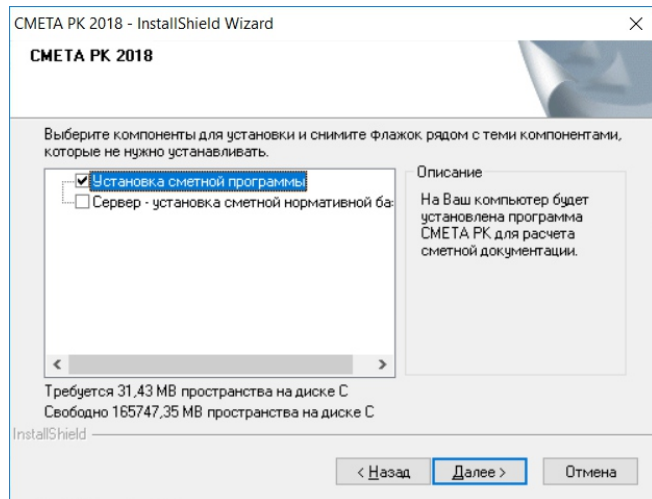 СМЕТА РК 2018 - InstallShield Wizard
СМЕТА РК 2018
Выберите компоненты для установки и снимите флажок рядом с теми компонентами,
которые не нужно устанавливать.
Установка сметной программы
Сервер - установка сметной нормативной ба
Описание
На Ваш компьютер будет
установлена программа
СМЕТА РК для расчета
сметной документации.
Требуется 31,43 MB пространства на диске C
Свободно 165747,35 MB пространства на диске C
InstallShield
< Назад
Далее >
Отмена